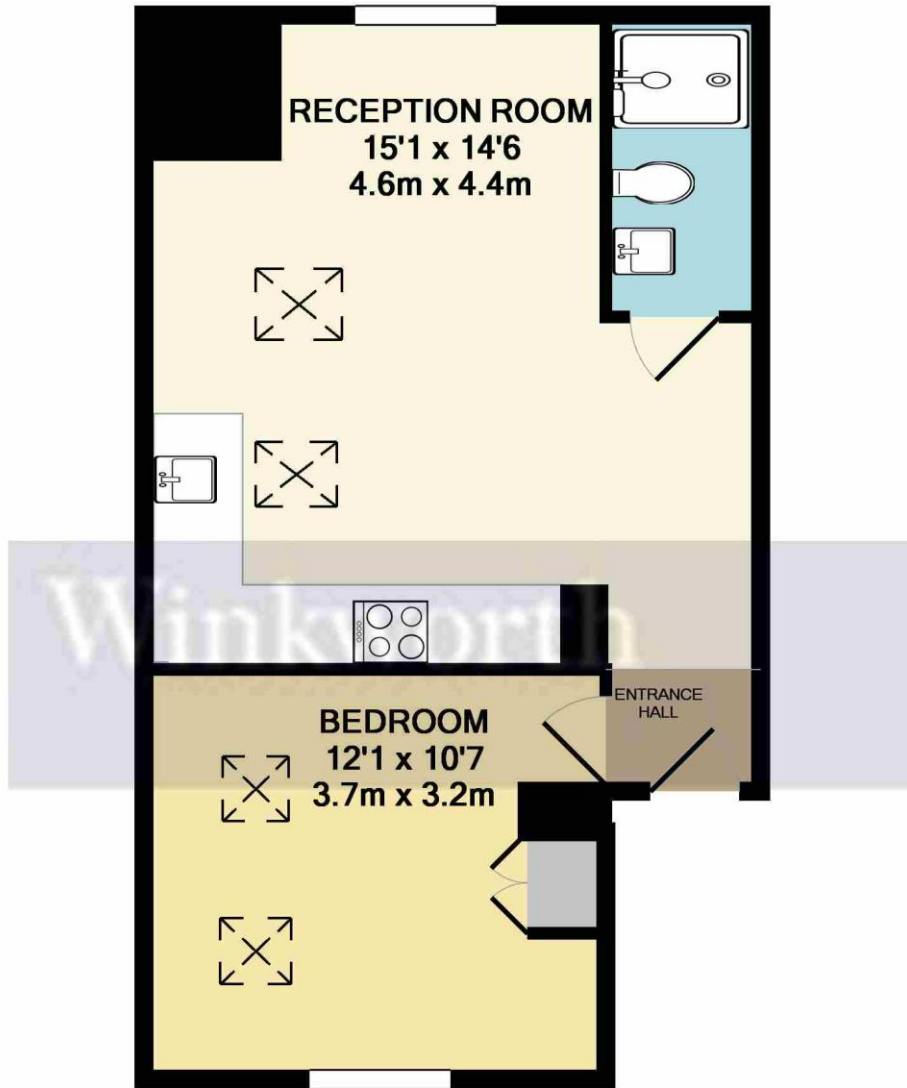 RECEPTION ROOM
15'1 x 14'6
4.6m x 4.4m
Winkworth
ENTRANCE
HALL
BEDROOM
12'1 x 10'7
3.7m x 3.2m